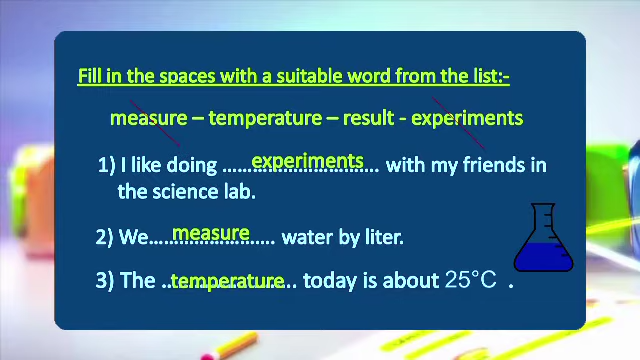 Fill in the spaces with a suitable word from the list:-
measure – temperature – result - experiments
1) I like doing ......experiments...... with my friends in
the science lab.
2) We......measure...... water by liter.
3) The ......temperature...... today is about 25°C .